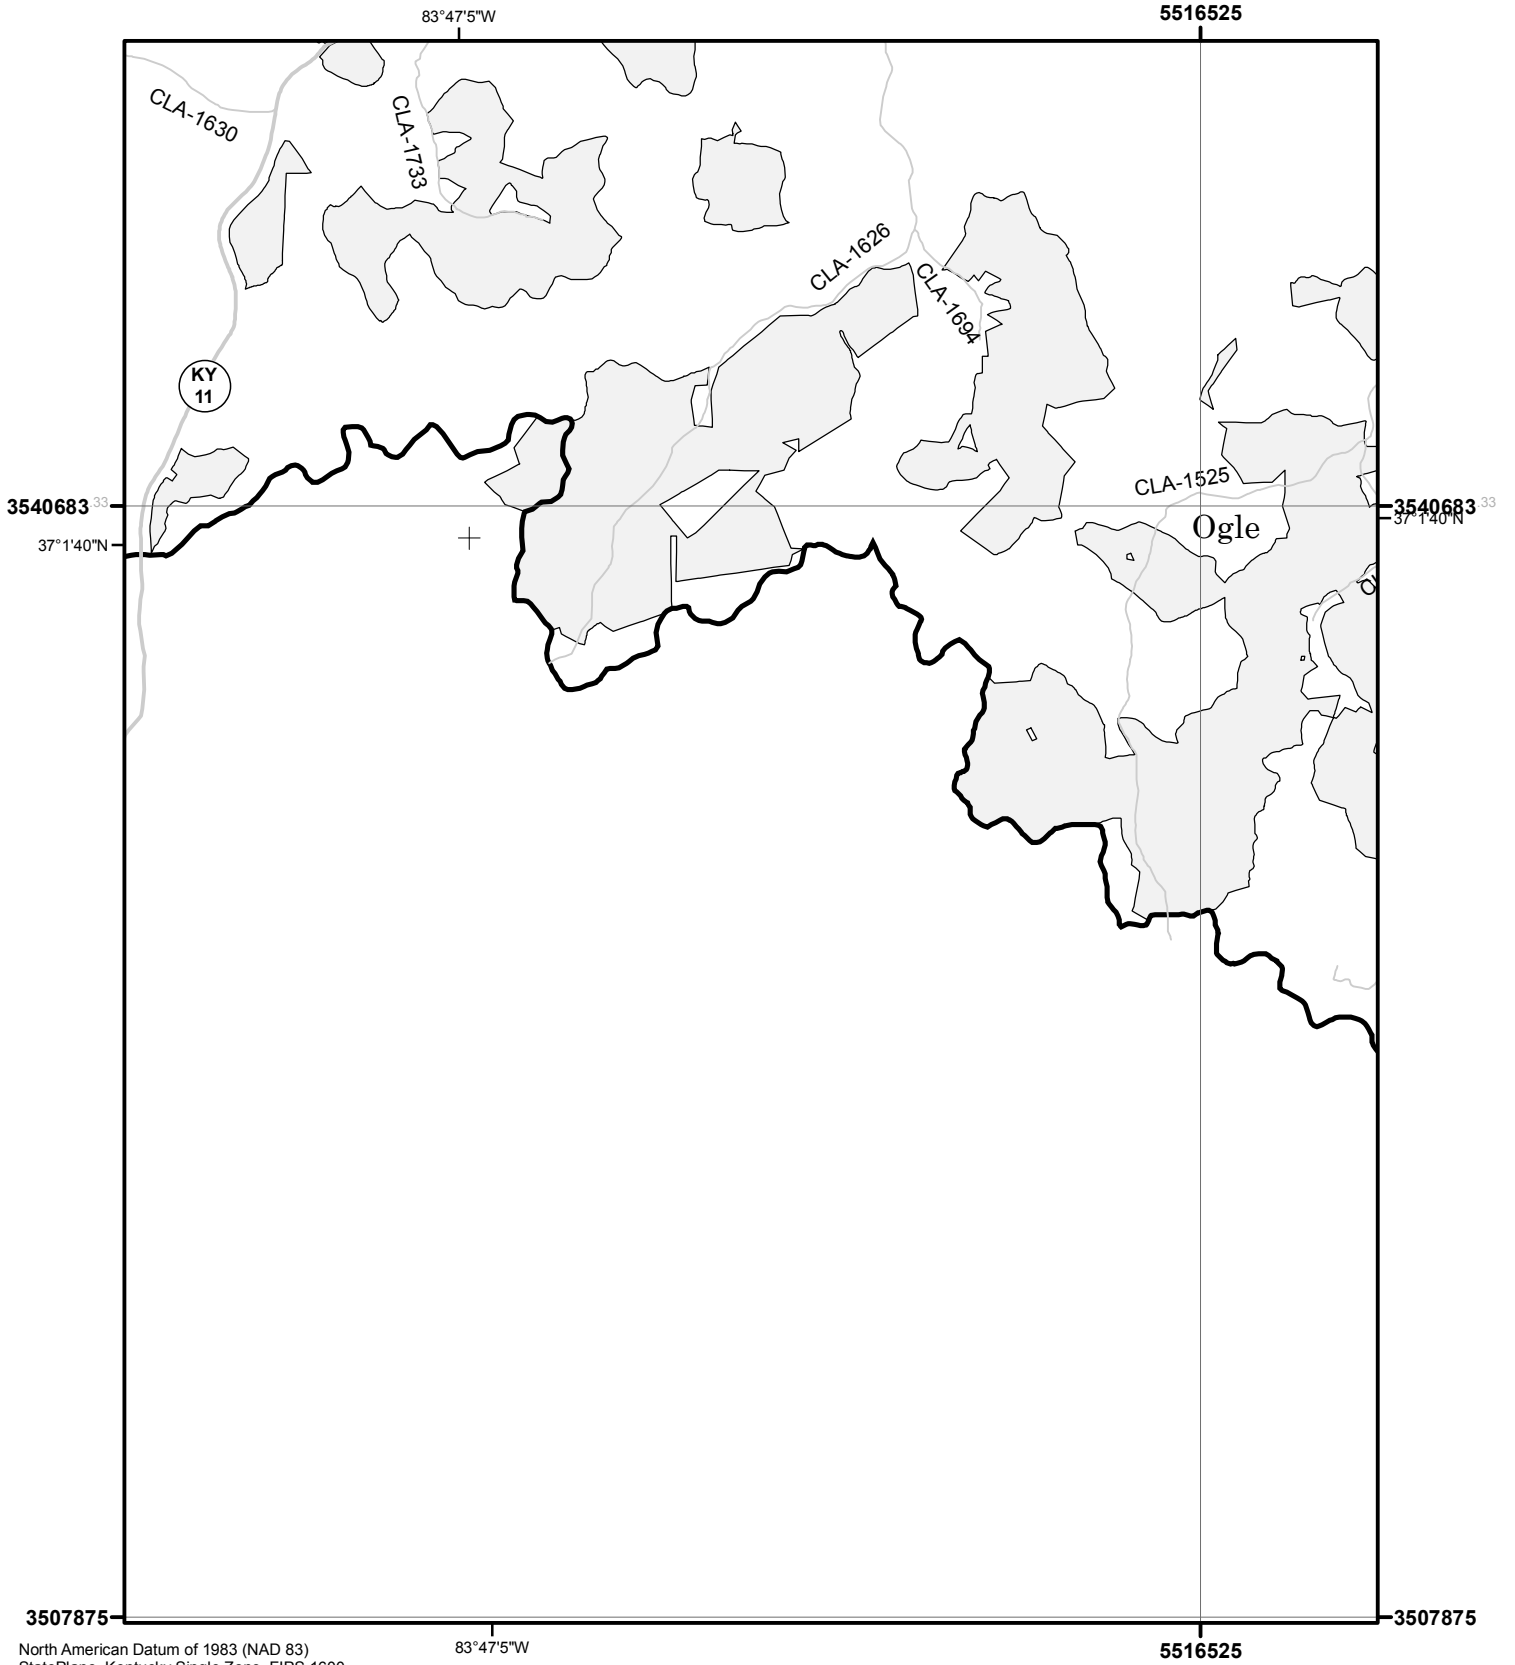 83°47'5"W
5516525
CLA-1630
CLA-1733
CLA-1626
CLA-1694
KY
11
CLA-1525
3540683.33
3540683.33
37°1'40"N
Ogle
37°1'40"N
3507875
3507875
North American Datum of 1983 (NAD 83)
83°47'5"W
5516525